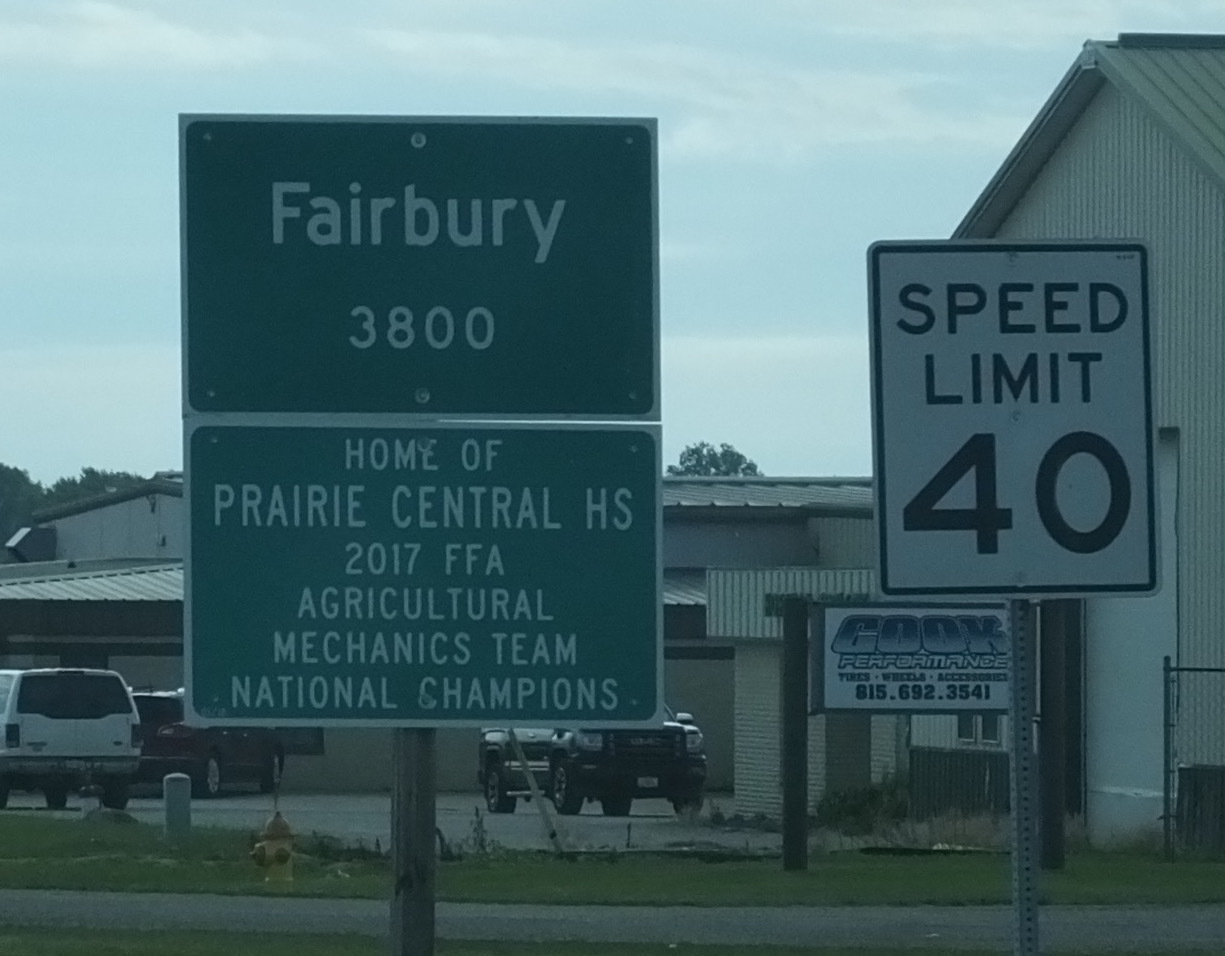 Fairbury
3800
HOME OF
PRAIRIE CENTRAL HS
2017 FFA
AGRICULTURAL
MECHANICS TEAM
NATIONAL CHAMPIONS
SPEED
LIMIT
40
COOK
PERFORMANCE
TIRES • WHEELS • ACCESSORIES
815.692.3541